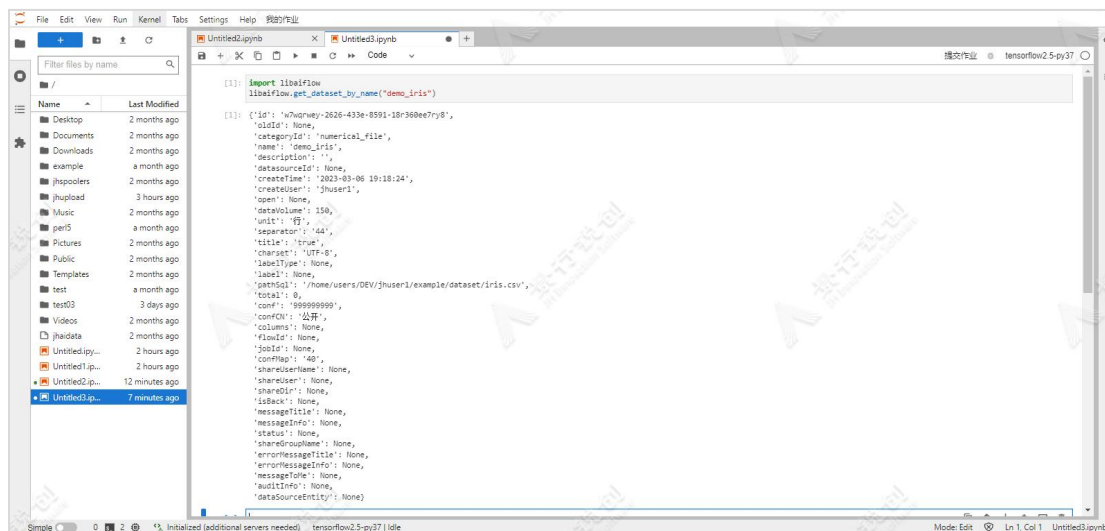 File Edit View Run Kernel Tabs Settings Help 我的作业
Filter files by name
/
Name Last Modified
Desktop 2 months ago
Documents 2 months ago
Downloads 2 months ago
example a month ago
jhspoolers 2 months ago
jhupload 3 hours ago
Music 2 months ago
perl5 a month ago
Pictures 2 months ago
Public 2 months ago
Templates 2 months ago
test a month ago
test03 3 days ago
Videos 2 months ago
jhaidata 2 months ago
Untitled.ipy... 2 hours ago
Untitled1.ip... 2 hours ago
Untitled2.ip... 12 minutes ago
Untitled3.ip... 7 minutes ago
Untitled2.ipynb Untitled3.ipynb
Code 提交作业 tensorflow2.5-py37
[1]: import libaiflow
libaiflow.get_dataset_by_name("demo_iris")
[1]: {'id': 'w7wqrwey-2626-433e-8591-18r360ee7ry8',
'oldId': None,
'categoryId': 'numerical_file',
'name': 'demo_iris',
'description': '',
'datasourceId': None,
'createTime': '2023-03-06 19:18:24',
'createUser': 'jhuser1',
'open': None,
'dataVolume': 150,
'unit': '行',
'separator': '44',
'title': 'true',
'charset': 'UTF-8',
'labelType': None,
'label': None,
'pathSql': '/home/users/DEV/jhuser1/example/dataset/iris.csv',
'total': 0,
'conf': '999999999',
'confCN': '公开',
'columns': None,
'flowId': None,
'jobId': None,
'confMap': '40',
'shareUserName': None,
'shareUser': None,
'shareDir': None,
'isBack': None,
'messageTitle': None,
'messageInfo': None,
'status': None,
'shareGroupName': None,
'errorMessageTitle': None,
'errorMessageInfo': None,
'messageToMe': None,
'auditInfo': None,
'dataSourceEntity': None}
Simple 0 2 Initialized (additional servers needed) tensorflow2.5-py37 | Idle Mode: Edit Ln 1, Col 1 Untitled3.ipynb